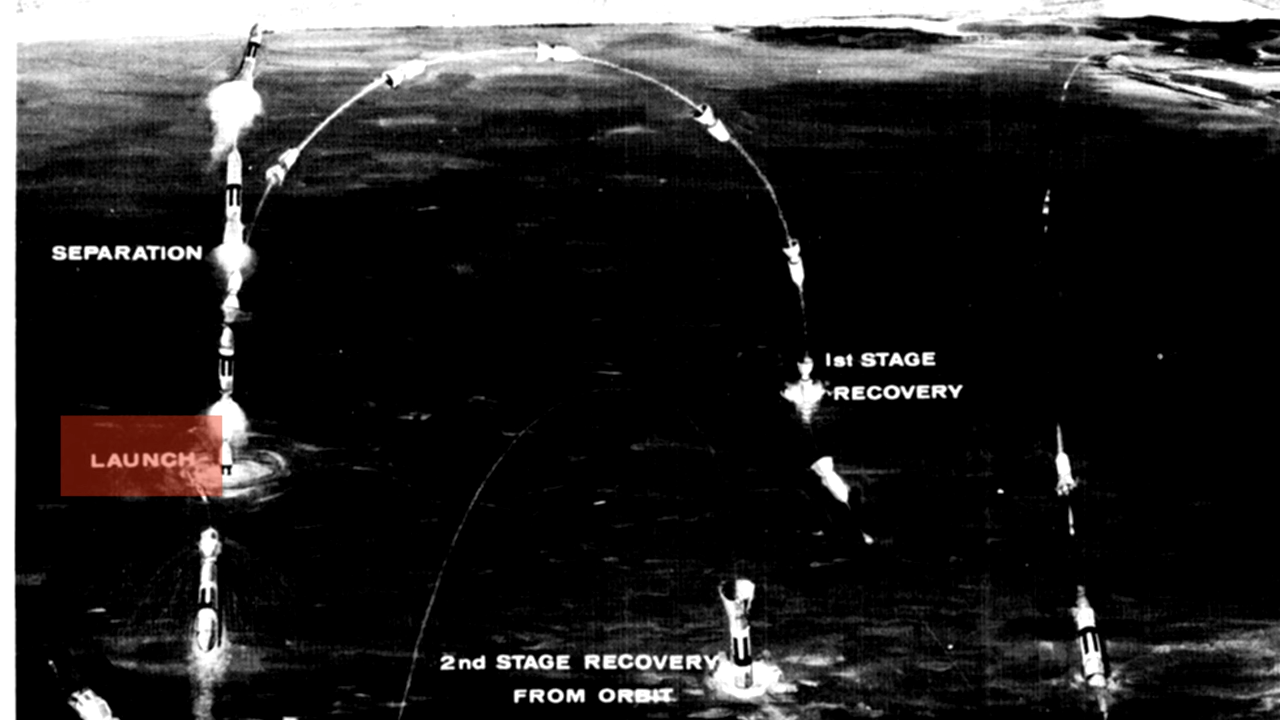 SEPARATION
1st STAGE
RECOVERY
LAUNCH
2nd STAGE RECOVERY
FROM ORBIT